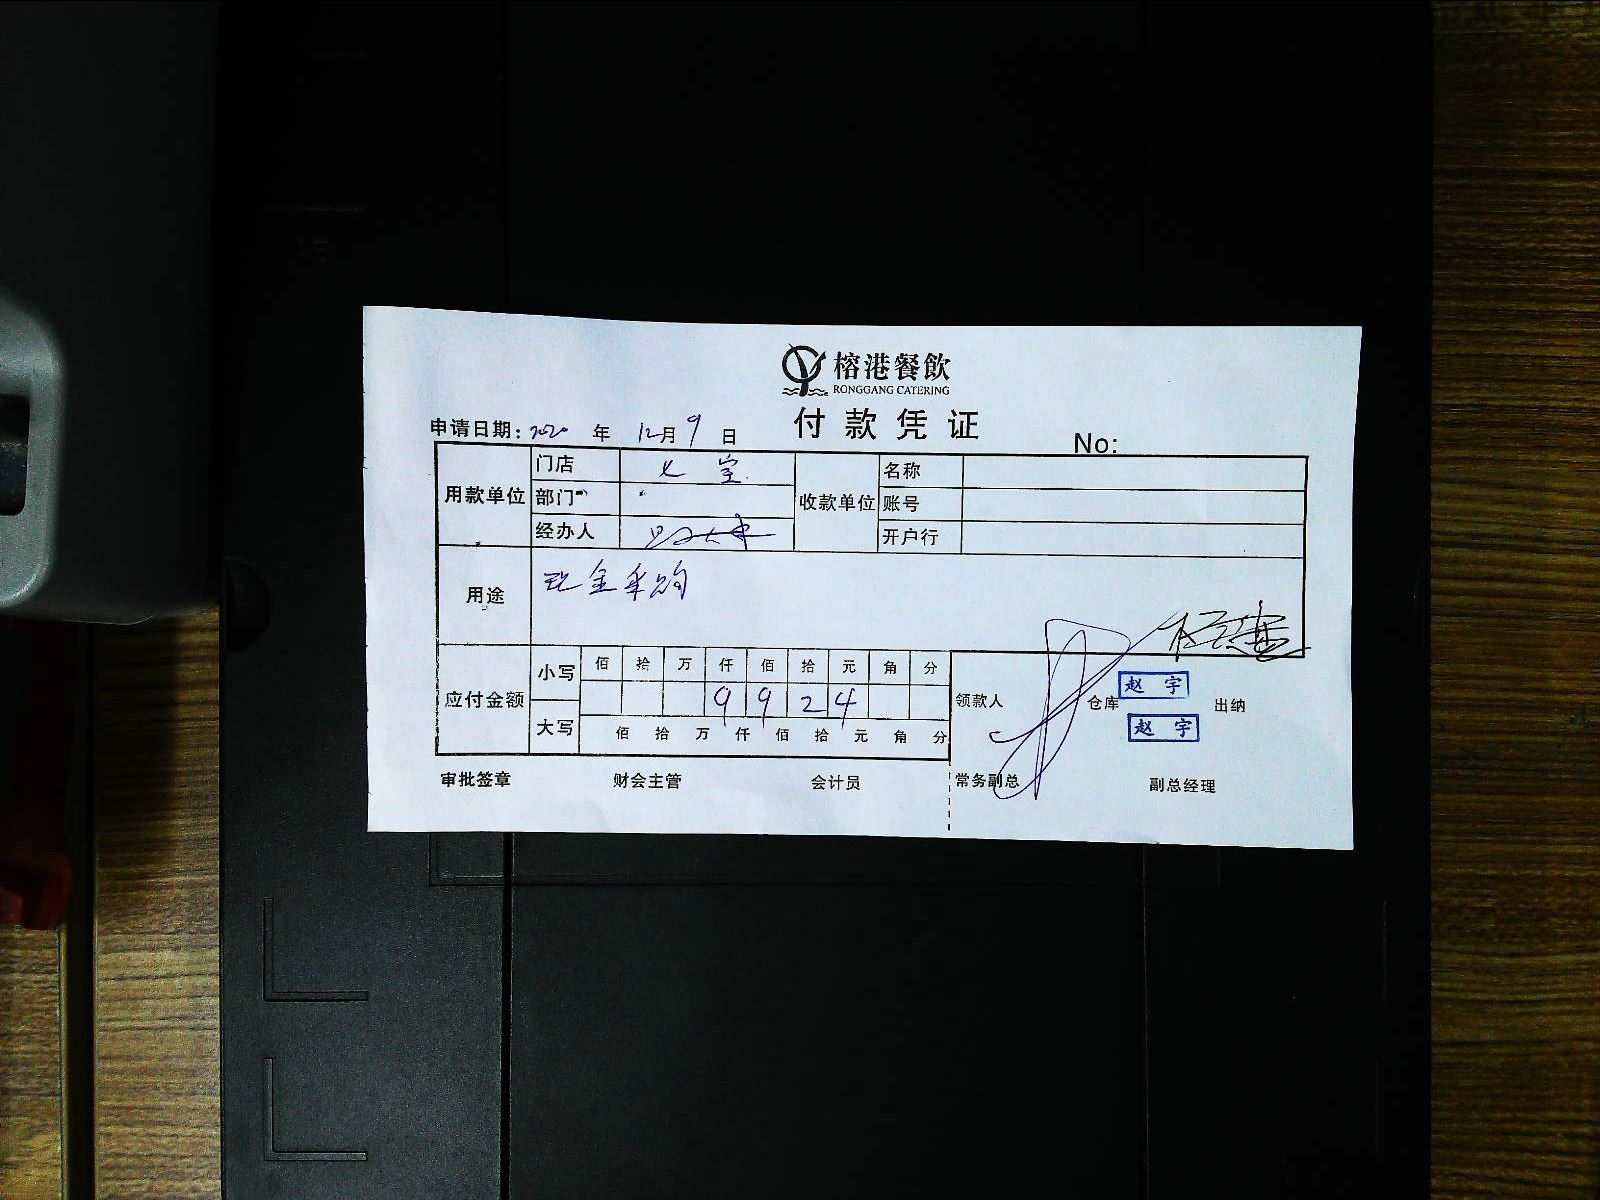 榕港餐飲
RONGGANG CATERING
付款凭证
申请日期: 2020 年 12月 9 日
No:
用款单位 门店 七宝 收款单位 名称
部门 账号
经办人 开户行
用途 现金采购
应付金额 小写 佰 拾 万 仟 佰 拾 元 角 分
9 9 2 4
领款人 仓库 赵宇 出纳
赵宇
大写 佰 拾 万 仟 佰 拾 元 角 分
审批签章 财会主管 会计员 常务副总 副总经理